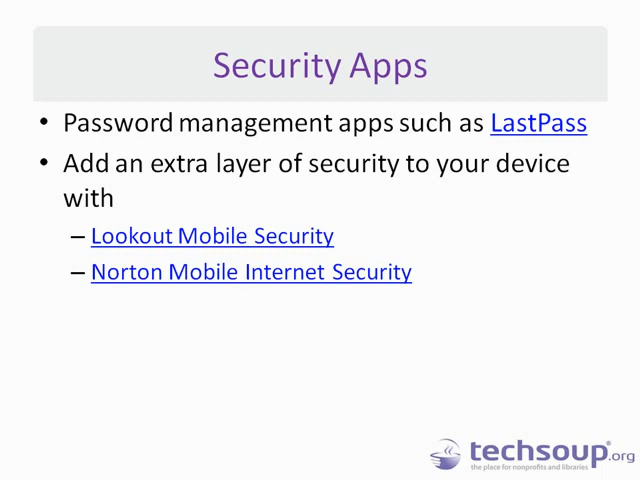 Security Apps
• Password management apps such as LastPass
• Add an extra layer of security to your device
with
– Lookout Mobile Security
– Norton Mobile Internet Security
techsoup®.org
the place for nonprofits and libraries